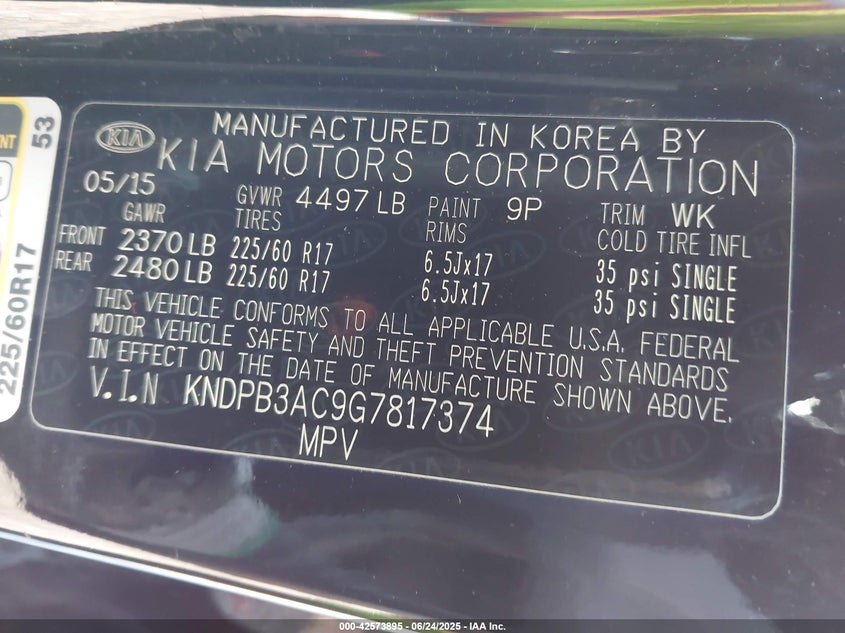 MANUFACTURED IN KOREA BY
KIA KIA MOTORS CORPORATION
05/15 GVWR 4497 LB PAINT 9P TRIM WK
GAWR TIRES RIMS COLD TIRE INFL
FRONT 2370 LB 225/60 R17 6.5Jx17 35 psi SINGLE
REAR 2480 LB 225/60 R17 6.5Jx17 35 psi SINGLE
THIS VEHICLE CONFORMS TO ALL APPLICABLE U.S.A. FEDERAL
MOTOR VEHICLE SAFETY AND THEFT PREVENTION STANDARDS
IN EFFECT ON THE DATE OF MANUFACTURE SHOWN ABOVE.
V.I.N KNDPB3AC9G7817374
MPV
53
225/60R17
000-42573895 - 06/24/2025 - IAA Inc.